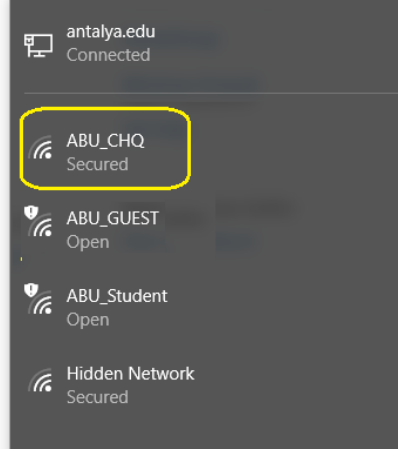 antalya.edu
Connected
ABU_CHQ
Secured
ABU_GUEST
Open
ABU_Student
Open
Hidden Network
Secured